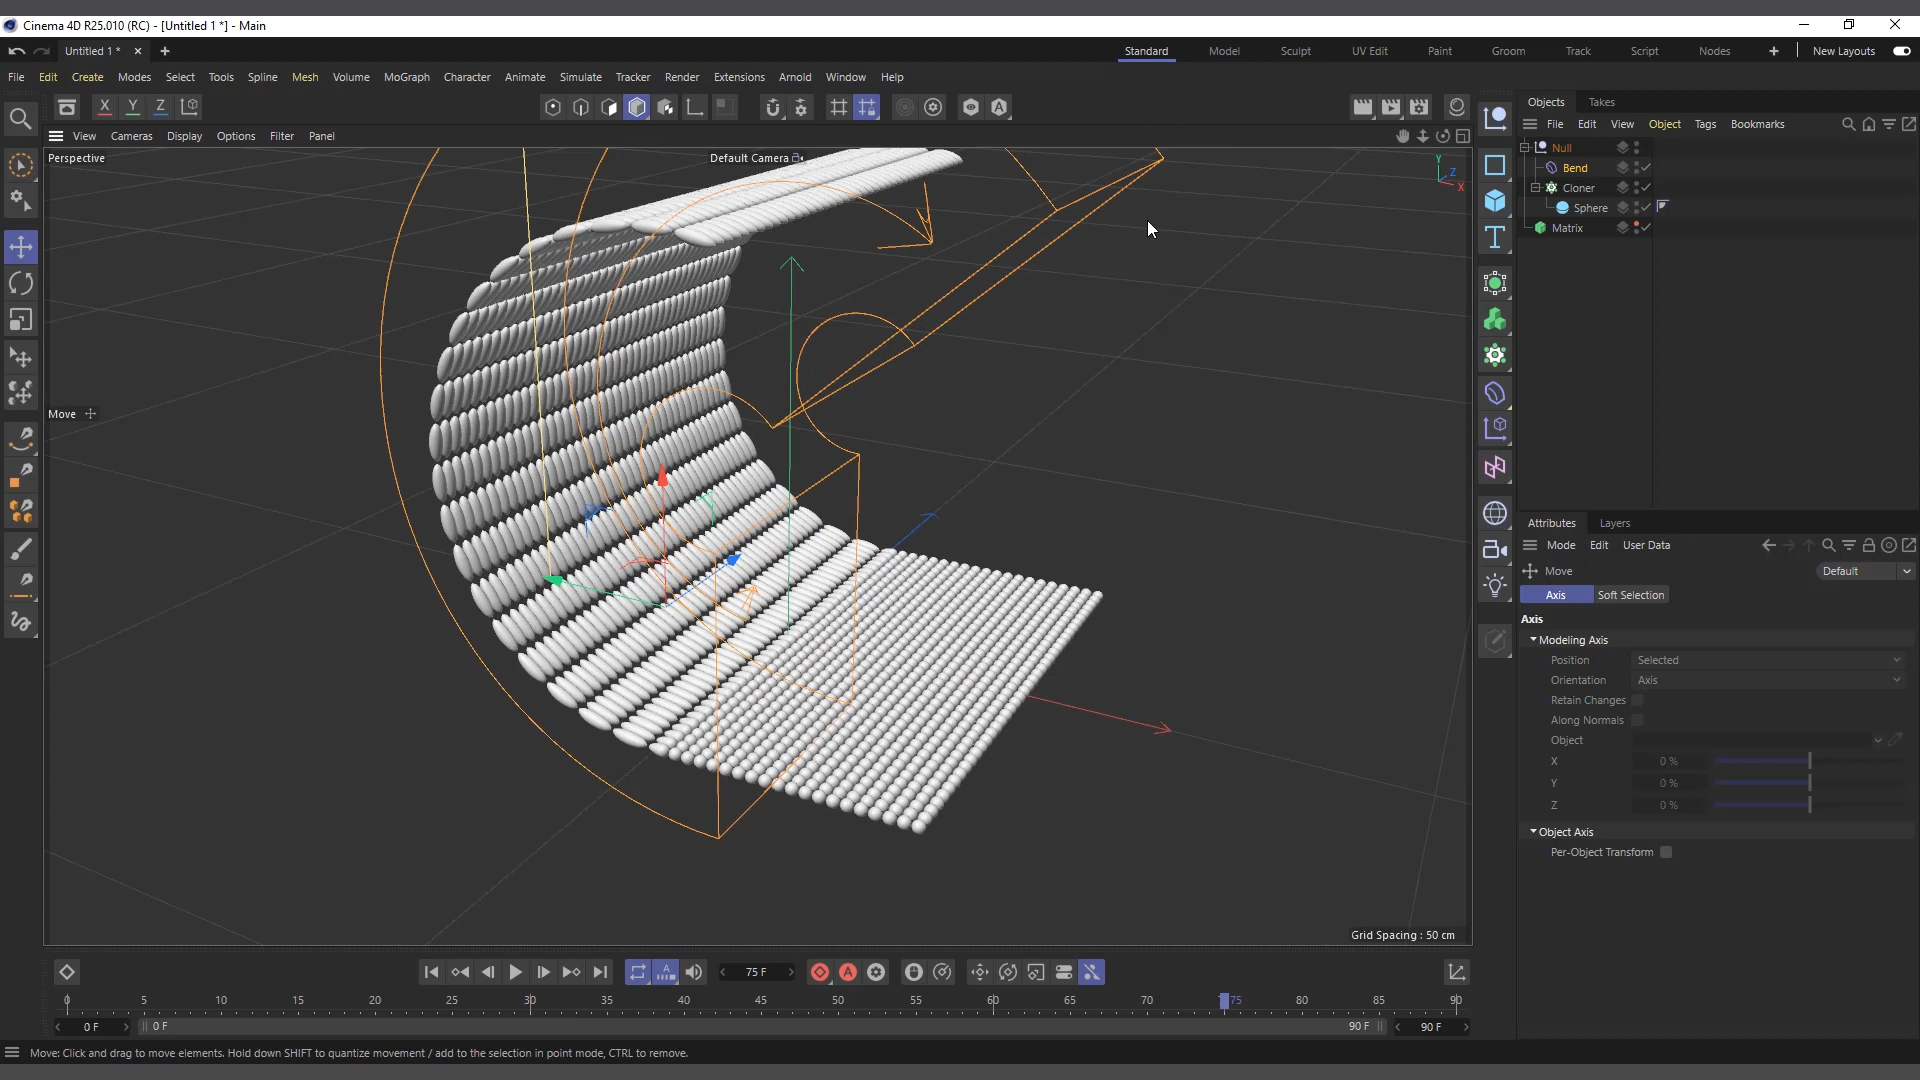 Cinema 4D R25.010 (RC) - [Untitled 1 *] - Main
Untitled 1 *
Standard Model Sculpt UV Edit Paint Groom Track Script Nodes New Layouts
File Edit Create Modes Select Tools Spline Mesh Volume MoGraph Character Animate Simulate Tracker Render Extensions Arnold Window Help
X Y Z
View Cameras Display Options Filter Panel
Perspective
Default Camera
Y
Z
X
Move
Grid Spacing : 50 cm
Objects Takes
File Edit View Object Tags Bookmarks
Null
Bend
Cloner
Sphere
Matrix
Attributes Layers
Mode Edit User Data
Move Default
Axis Soft Selection
Axis
Modeling Axis
Position Selected
Orientation Axis
Retain Changes
Along Normals
Object
X 0 %
Y 0 %
Z 0 %
Object Axis
Per-Object Transform
75 F
0 5 10 15 20 25 30 35 40 45 50 55 60 65 70 75 80 85 90
0 F 0 F 90 F 90 F
Move: Click and drag to move elements. Hold down SHIFT to quantize movement / add to the selection in point mode, CTRL to remove.